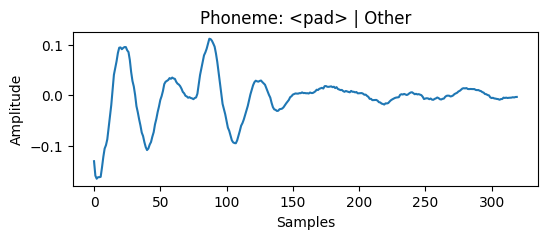 Phoneme: <pad> | Other
0.1
0.0
−0.1
Amplitude
0 50 100 150 200 250 300
Samples